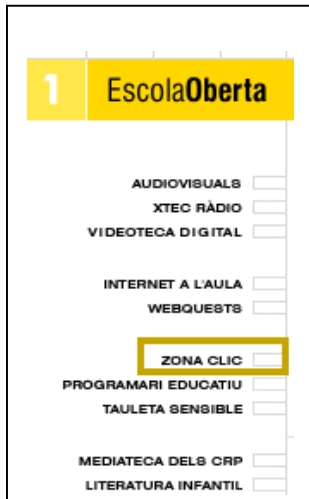 1 EscolaOberta
AUDIOVISUALS
XTEC RÀDIO
VIDEOTECA DIGITAL
INTERNET A L'AULA
WEBQUESTS
ZONA CLIC
PROGRAMARI EDUCATIU
TAULETA SENSIBLE
MEDIATECA DELS CRP
LITERATURA INFANTIL